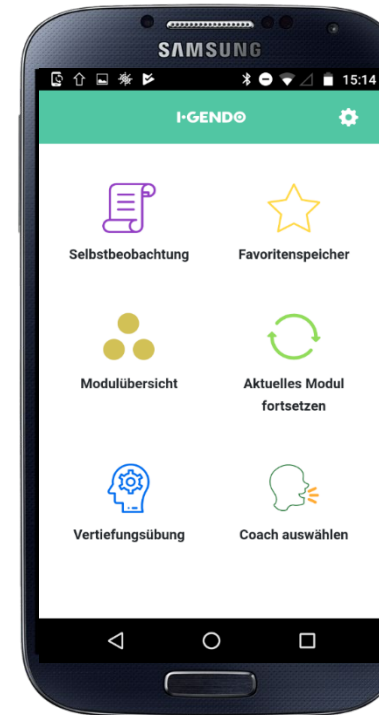 SAMSUNG
15:14
I·GENDO
Selbstbeobachtung
Favoritenspeicher
Modulübersicht
Aktuelles Modul
fortsetzen
Vertiefungsübung
Coach auswählen